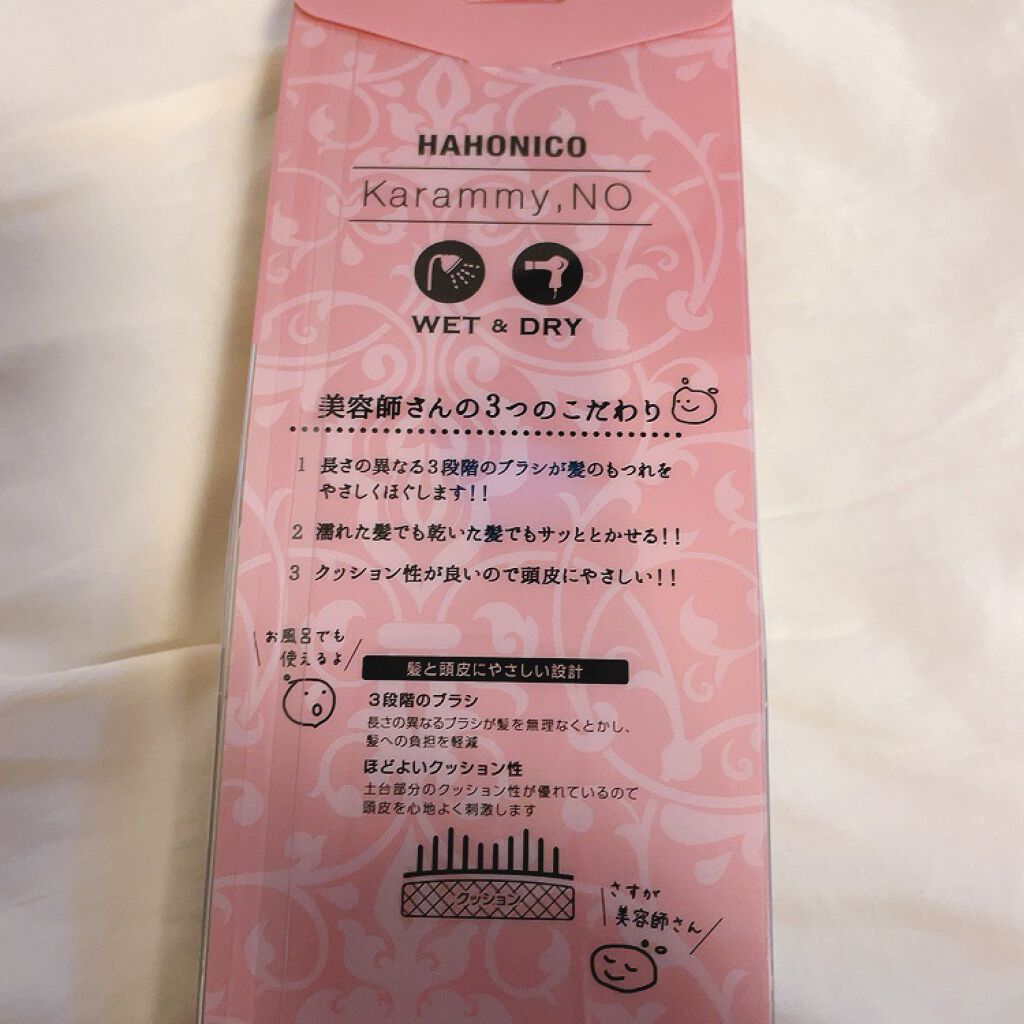 HAHONICO
Karammy,NO
WET & DRY
美容師さんの3つのこだわり
1 長さの異なる3段階のブラシが髪のもつれを
やさしくほぐします!!
2 濡れた髪でも乾いた髪でもサッととかせる!!
3 クッション性が良いので頭皮にやさしい!!
お風呂でも
使えるよ
髪と頭皮にやさしい設計
3段階のブラシ
長さの異なるブラシが髪を無理なくとかし、
髪への負担を軽減
ほどよいクッション性
土台部分のクッション性が優れているので
頭皮を心地よく刺激します
クッション
さすが
美容師さん